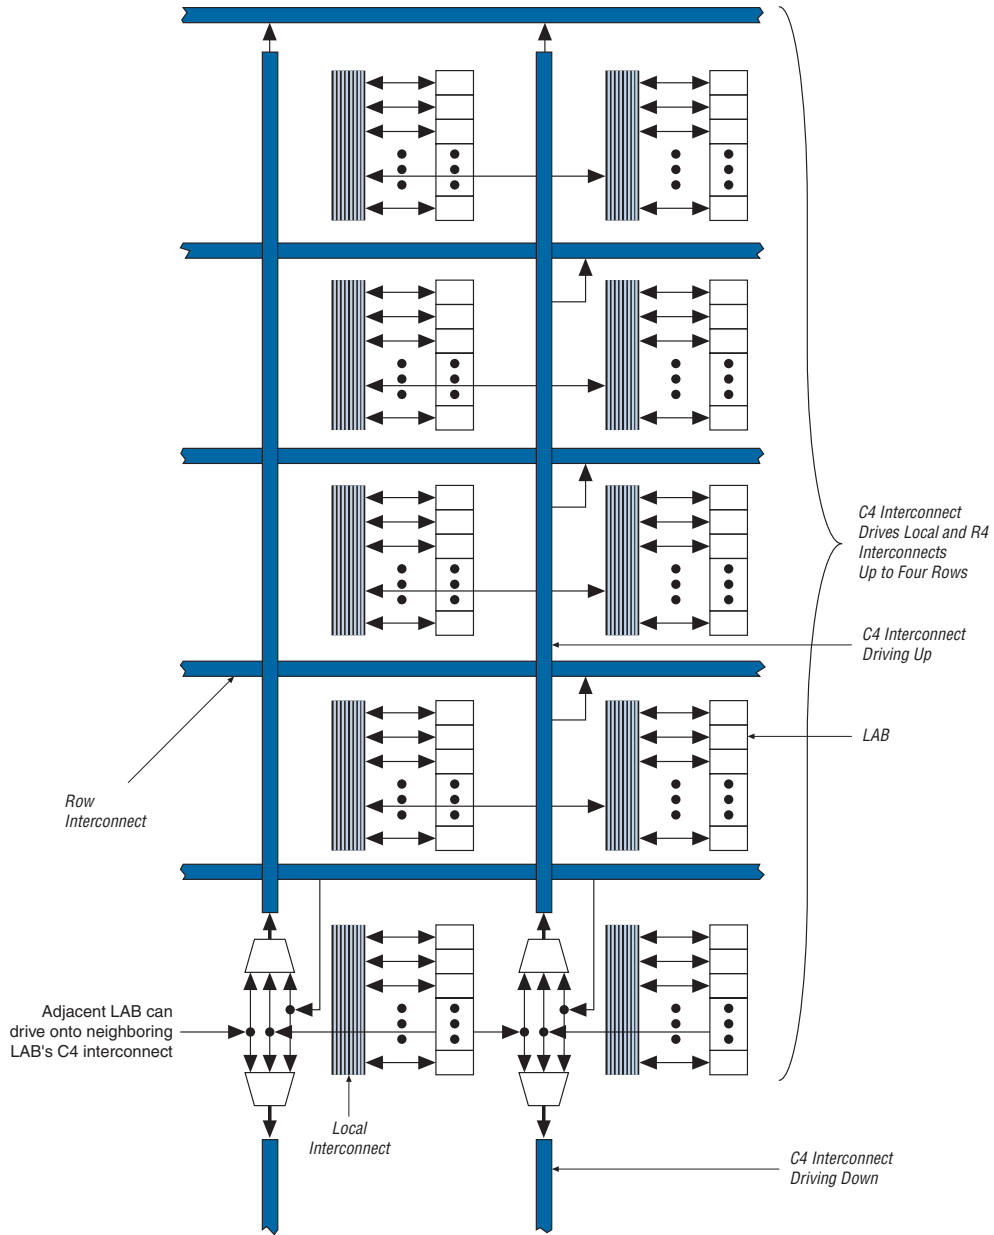 C4 Interconnect
Drives Local and R4
Interconnects
Up to Four Rows
C4 Interconnect
Driving Up
LAB
Row
Interconnect
Adjacent LAB can
drive onto neighboring
LAB's C4 interconnect
Local
Interconnect
C4 Interconnect
Driving Down